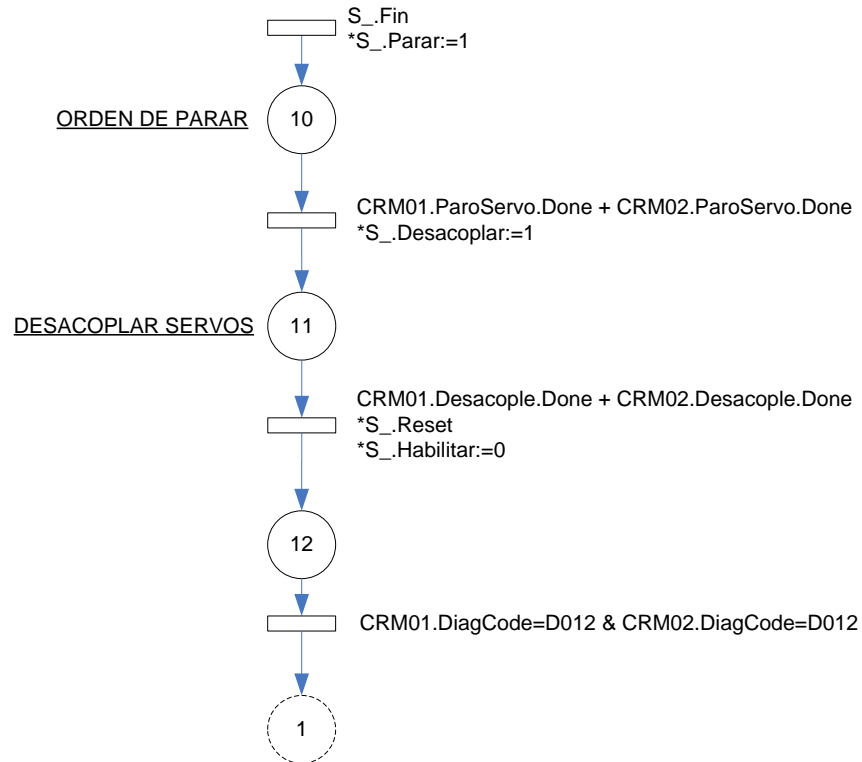 S_.Fin
*S_.Parar:=1
ORDEN DE PARAR
10
CRM01.ParoServo.Done + CRM02.ParoServo.Done
*S_.Desacoplar:=1
DESACOPLAR SERVOS
11
CRM01.Desacople.Done + CRM02.Desacople.Done
*S_.Reset
*S_.Habilitar:=0
12
CRM01.DiagCode=D012 & CRM02.DiagCode=D012
1